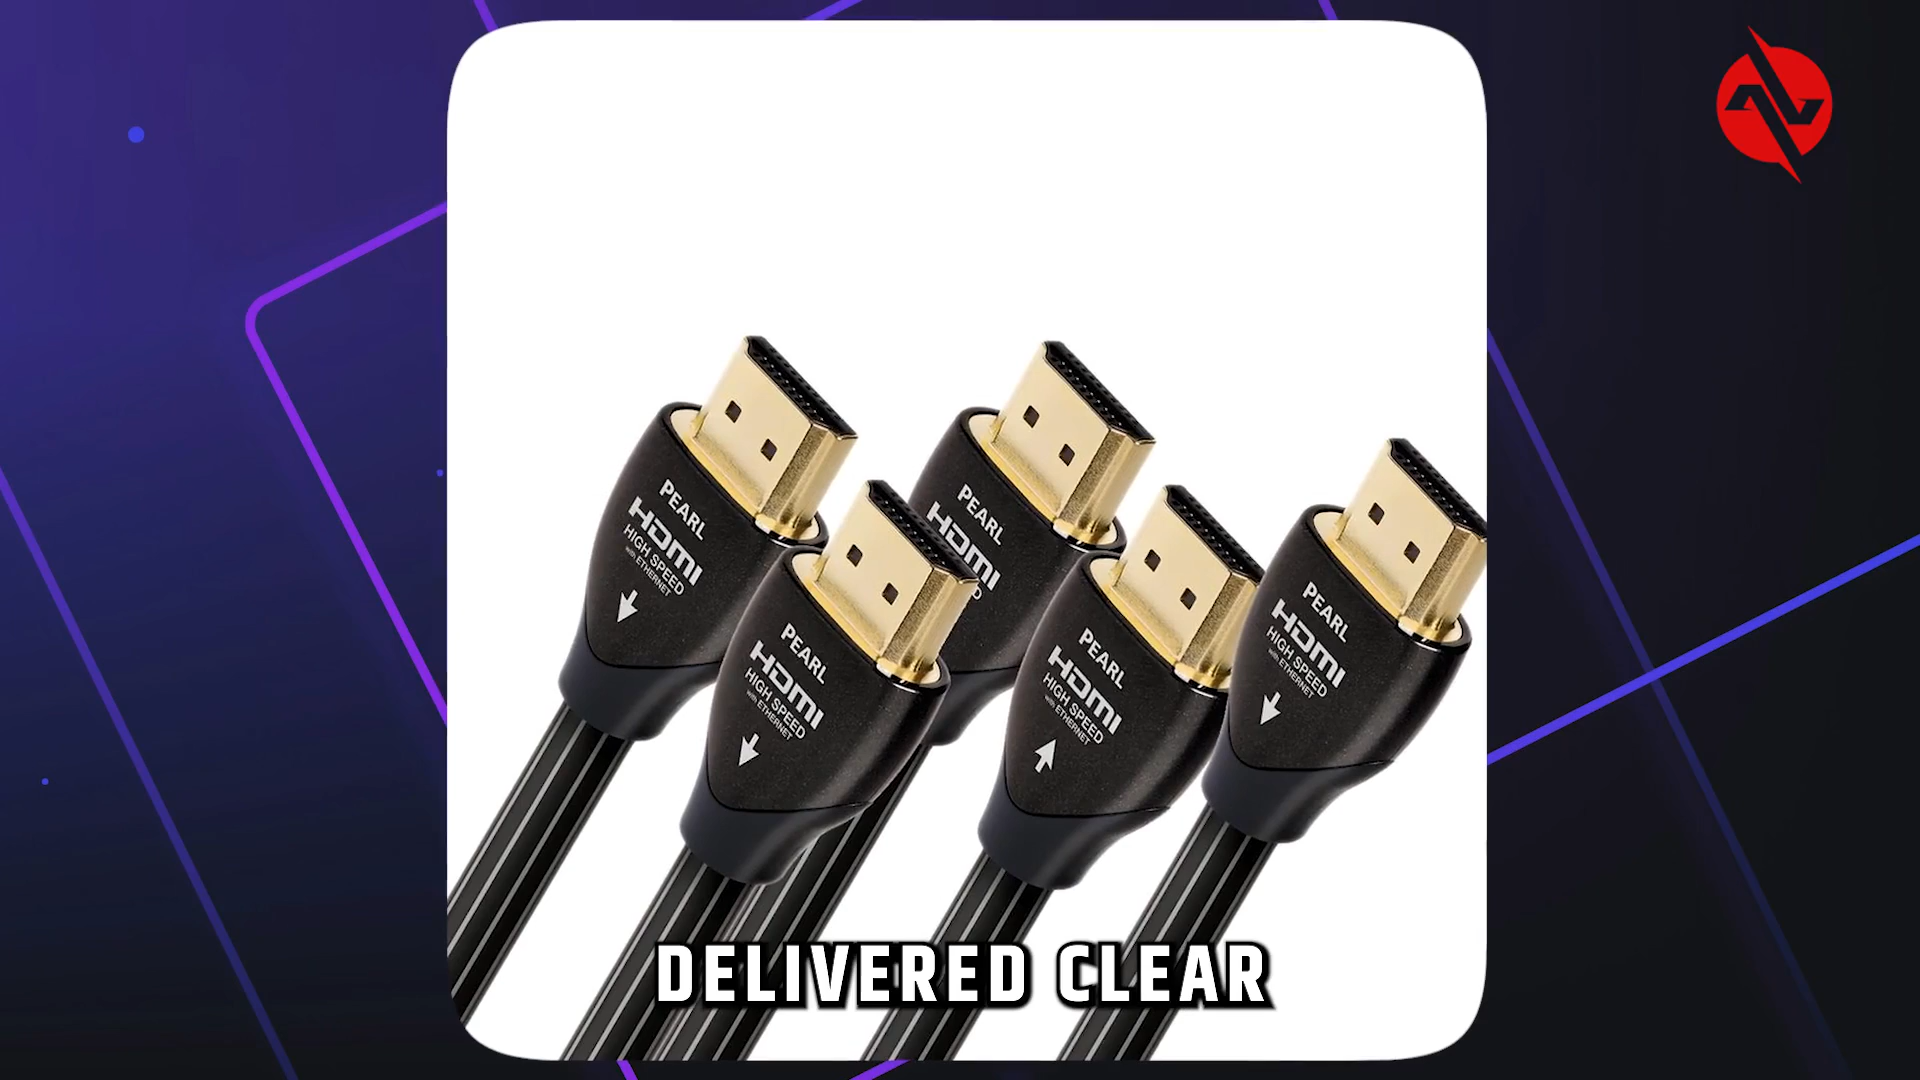 PEARL
HDMI
HIGH SPEED
with ETHERNET
PEARL
HDMI
PEARL
HDMI
HIGH SPEED
with ETHERNET
PEARL
HDMI
HIGH SPEED
with ETHERNET
PEARL
HDMI
HIGH SPEED
with ETHERNET
DELIVERED CLEAR